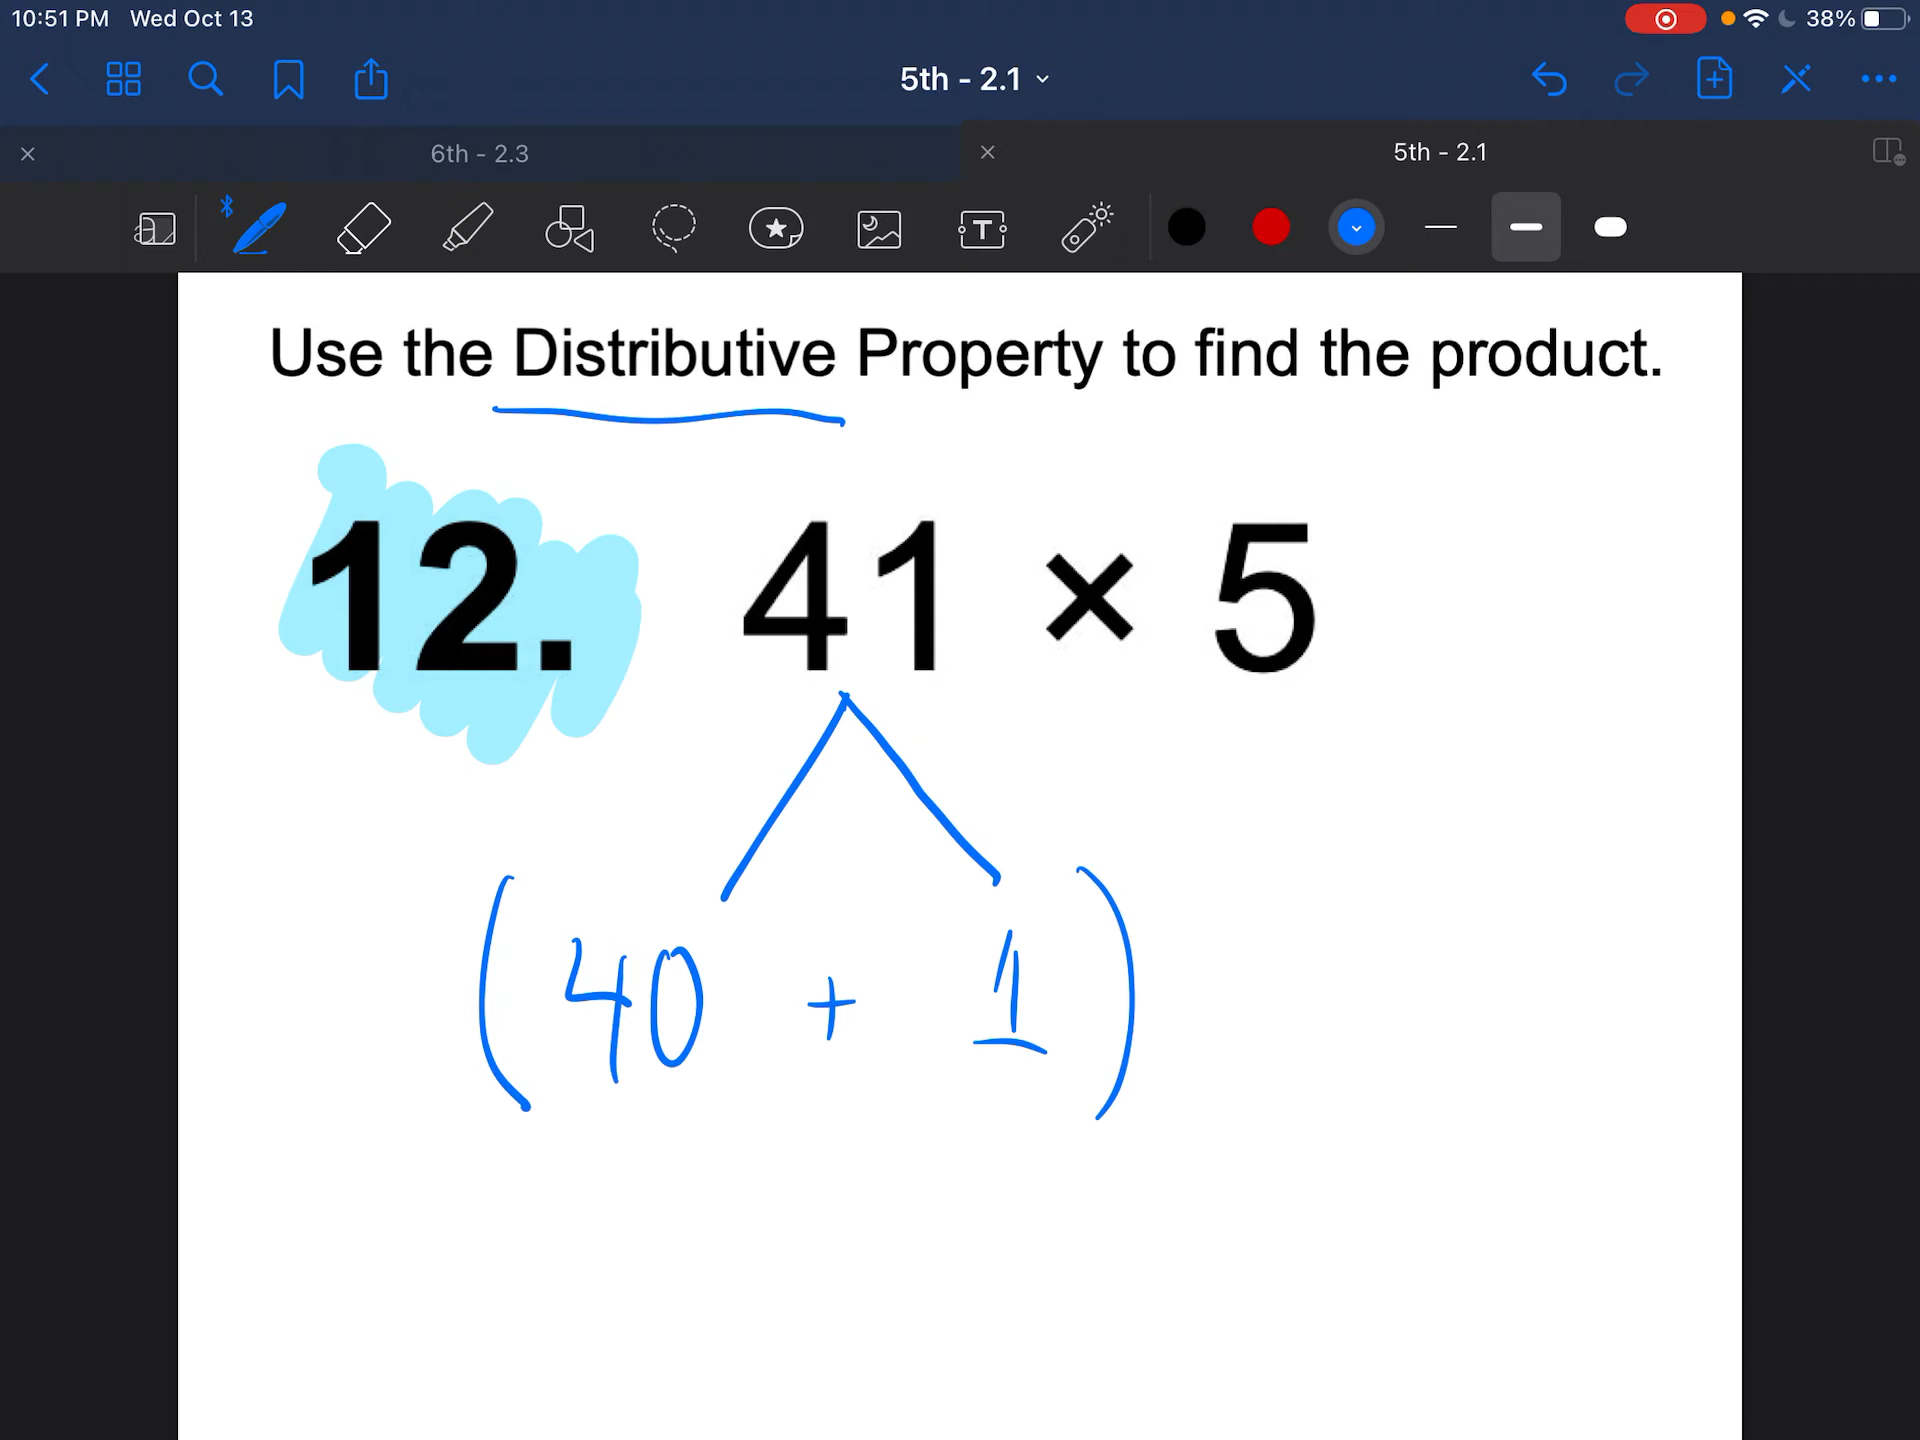 10:51 PM Wed Oct 13 38%
5th - 2.1
6th - 2.3 5th - 2.1
Use the Distributive Property to find the product.
12. 41 × 5
(40 + 1)